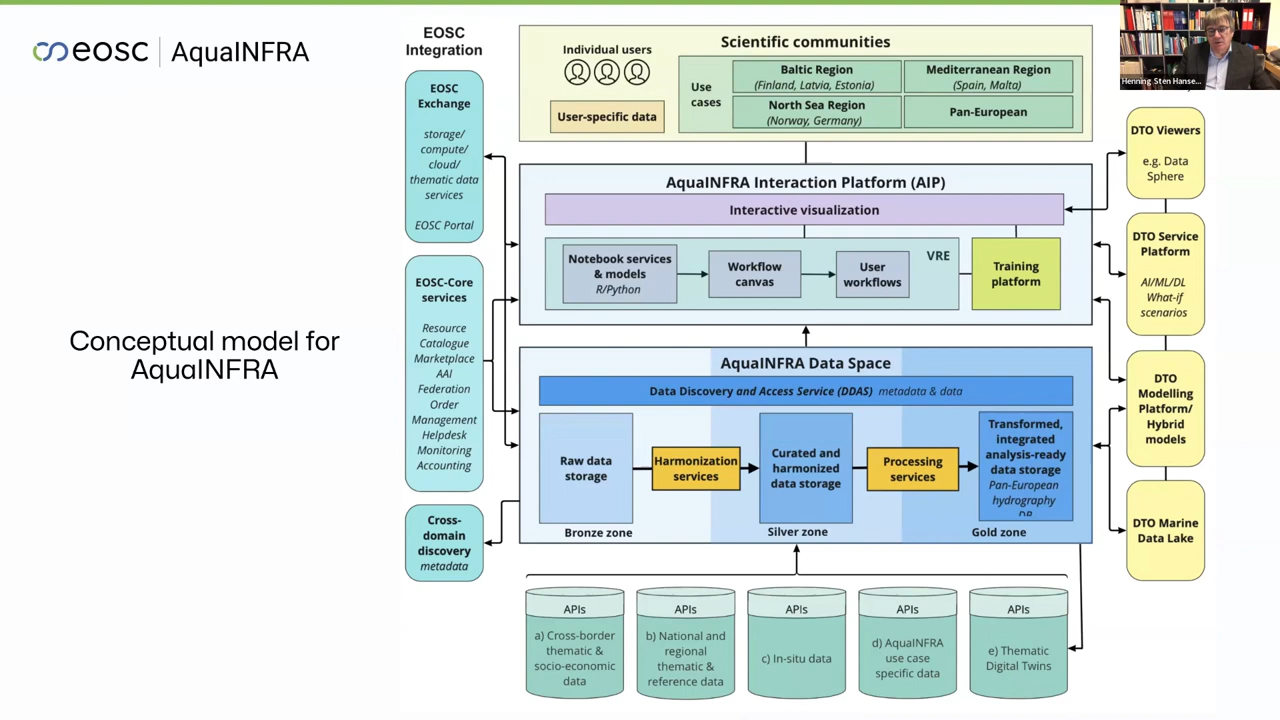 eosc | AquaINFRA
Conceptual model for
AquaINFRA
EOSC
Integration
EOSC
Exchange
storage/
compute/
cloud/
thematic data
services
EOSC Portal
EOSC-Core
services
Resource
Catalogue
Marketplace
AAI
Federation
Order
Management
Helpdesk
Monitoring
Accounting
Cross-
domain
discovery
metadata
Scientific communities
Individual users
User-specific data
Use
cases
Baltic Region
(Finland, Latvia, Estonia)
Mediterranean Region
(Spain, Malta)
North Sea Region
(Norway, Germany)
Pan-European
AquaINFRA Interaction Platform (AIP)
Interactive visualization
Notebook services
& models
R/Python
Workflow
canvas
User
workflows
VRE
Training
platform
AquaINFRA Data Space
Data Discovery and Access Service (DDAS) metadata & data
Raw data
storage
Harmonization
services
Curated and
harmonized
data storage
Processing
services
Transformed,
integrated
analysis-ready
data storage
Pan-European
hydrography
DB
Bronze zone
Silver zone
Gold zone
APIs
a) Cross-border
thematic &
socio-economic
data
APIs
b) National and
regional
thematic &
reference data
APIs
c) In-situ data
APIs
d) AquaINFRA
use case
specific data
APIs
e) Thematic
Digital Twins
Henning Sten Hanse...
DTO Viewers
e.g. Data
Sphere
DTO Service
Platform
AI/ML/DL
What-if
scenarios
DTO
Modelling
Platform/
Hybrid
models
DTO Marine
Data Lake